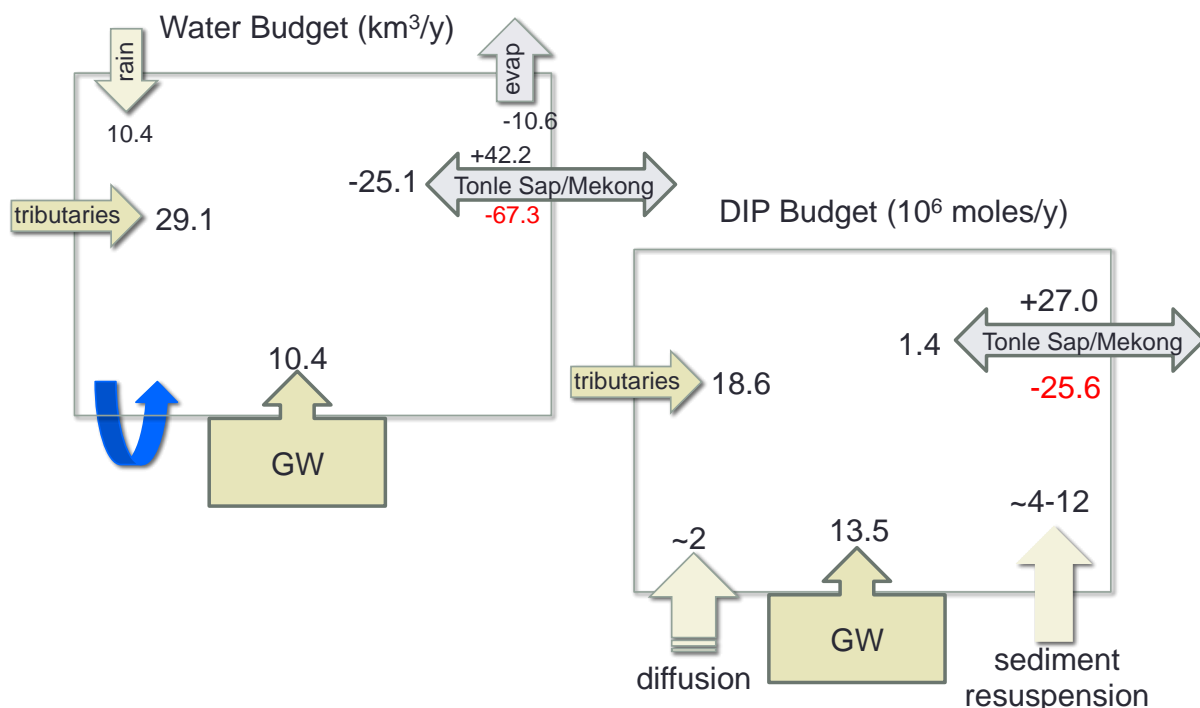 Water Budget (km³/y)
rain
evap
10.4
-10.6
+42.2
-25.1
Tonle Sap/Mekong
-67.3
tributaries
29.1
10.4
GW
DIP Budget (10⁶ moles/y)
+27.0
1.4
Tonle Sap/Mekong
-25.6
tributaries
18.6
~2
13.5
~4-12
GW
diffusion
sediment
resuspension